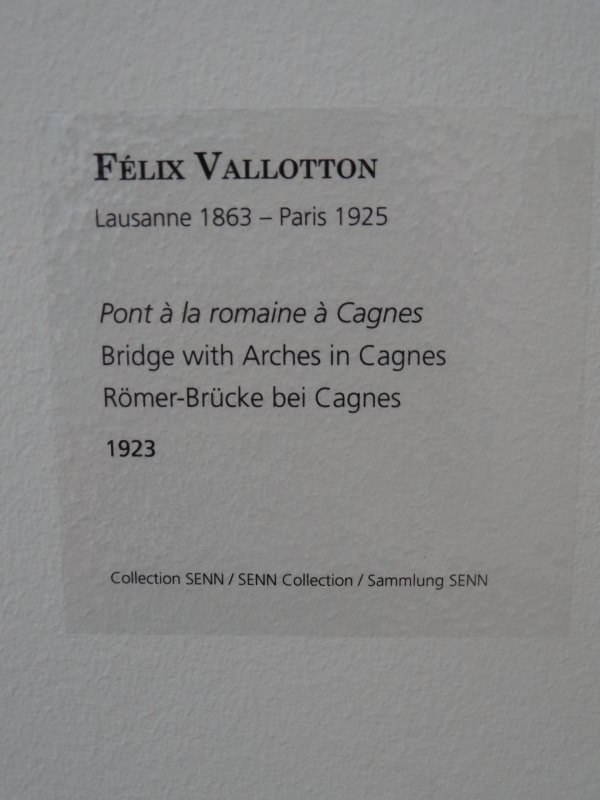 FÉLIX VALLOTTON
Lausanne 1863 – Paris 1925
Pont à la romaine à Cagnes
Bridge with Arches in Cagnes
Römer-Brücke bei Cagnes
1923
Collection SENN / SENN Collection / Sammlung SENN